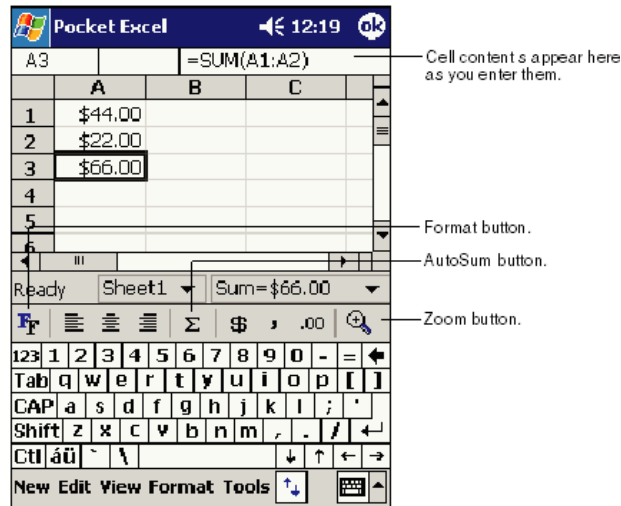 Pocket Excel 12:19 ok
A3 =SUM(A1:A2)
Cell content s appear here
as you enter them.
A B C
1 $44.00
2 $22.00
3 $66.00
4
5
6
Format button.
AutoSum button.
Ready Sheet1 Sum=$66.00
Zoom button.
FF Σ $ , .00
123 1 2 3 4 5 6 7 8 9 0 - =
Tab q w e r t y u i o p [ ]
CAP a s d f g h j k l ; '
Shift z x c v b n m , . /
Ctl áü ` \
New Edit View Format Tools